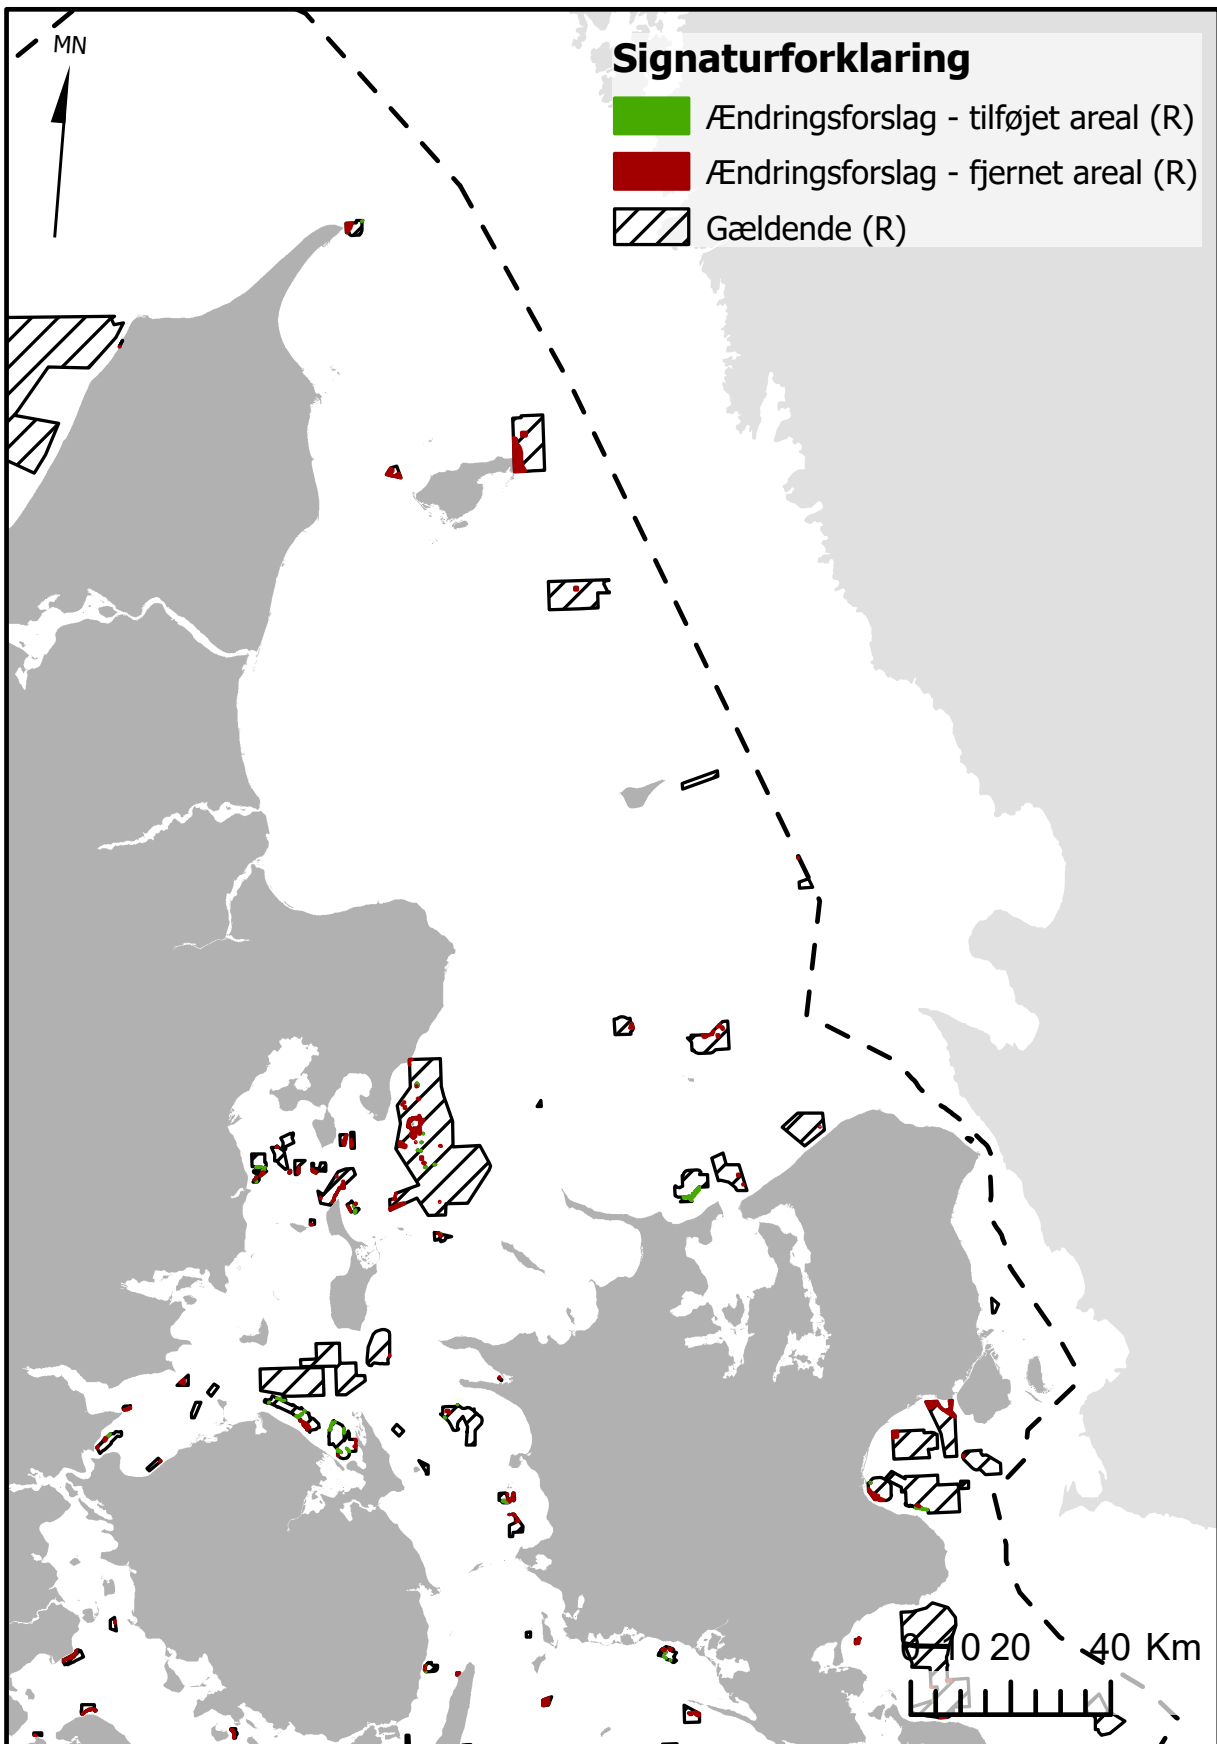 MN
Signaturforklaring
Ændringsforslag - tilføjet areal (R)
Ændringsforslag - fjernet areal (R)
Gældende (R)
0 10 20 40 Km